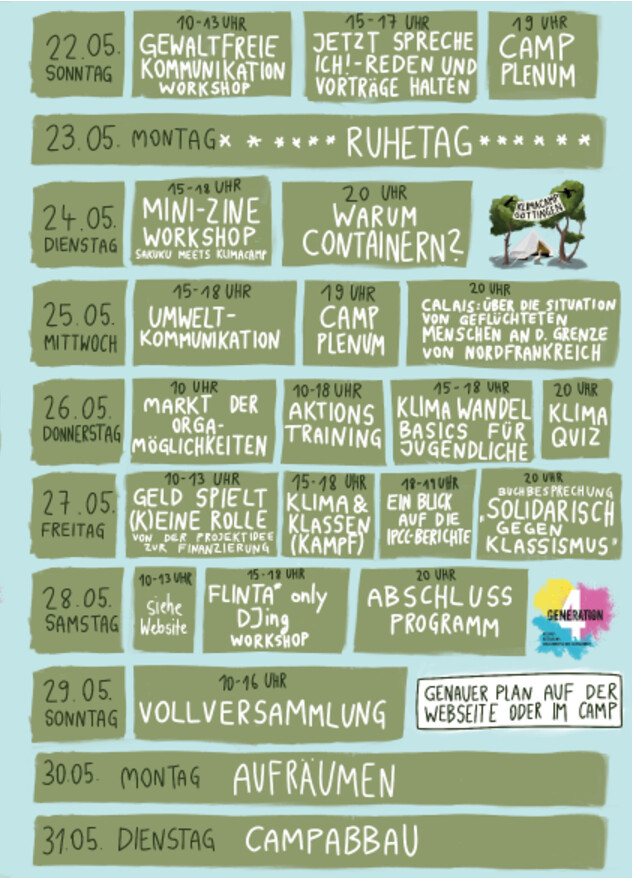 22.05.
SONNTAG
10-13 UHR
GEWALTFREIE
KOMMUNIKATION
WORKSHOP
15-17 UHR
JETZT SPRECHE
ICH!-REDEN UND
VORTRÄGE HALTEN
19 UHR
CAMP
PLENUM
23.05. MONTAG * * * * * * RUHETAG * * * * * * *
24.05.
DIENSTAG
15-18 UHR
MINI-ZINE
WORKSHOP
SAKUKU MEETS KLIMACAMP
20 UHR
WARUM
CONTAINERN?
KLIMACAMP
GÖTTINGEN
25.05.
MITTWOCH
15-18 UHR
UMWELT-
KOMMUNIKATION
19 UHR
CAMP
PLENUM
20 UHR
CALAIS: ÜBER DIE SITUATION
VON GEFLÜCHTETEN
MENSCHEN AN D. GRENZE
VON NORDFRANKREICH
26.05.
DONNERSTAG
10 UHR
MARKT DER
ORGA-
MÖGLICHKEITEN
10-18 UHR
AKTIONS
TRAINING
15-18 UHR
KLIMA WANDEL
BASICS FÜR
JUGENDLICHE
20 UHR
KLIMA
QUIZ
27.05.
FREITAG
10-13 UHR
GELD SPIELT
(K)EINE ROLLE
VON DER PROJEKTIDEE
ZUR FINANZIERUNG
15-18 UHR
KLIMA &
KLASSEN
(KAMPF)
18-19 UHR
EIN BLICK
AUF DIE
IPCC-BERICHTE
20 UHR
BUCHBESPRECHUNG
„SOLIDARISCH
GEGEN
KLASSISMUS"
28.05.
SAMSTAG
10-13 UHR
Siehe
Website
15-18 UHR
FLINTA* only
DJing
WORKSHOP
20 UHR
ABSCHLUSS
PROGRAMM
GENERATION
4
29.05.
SONNTAG
10-16 UHR
VOLLVERSAMMLUNG
GENAUER PLAN AUF DER
WEBSEITE ODER IM CAMP
30.05. MONTAG AUFRÄUMEN
31.05. DIENSTAG CAMPABBAU